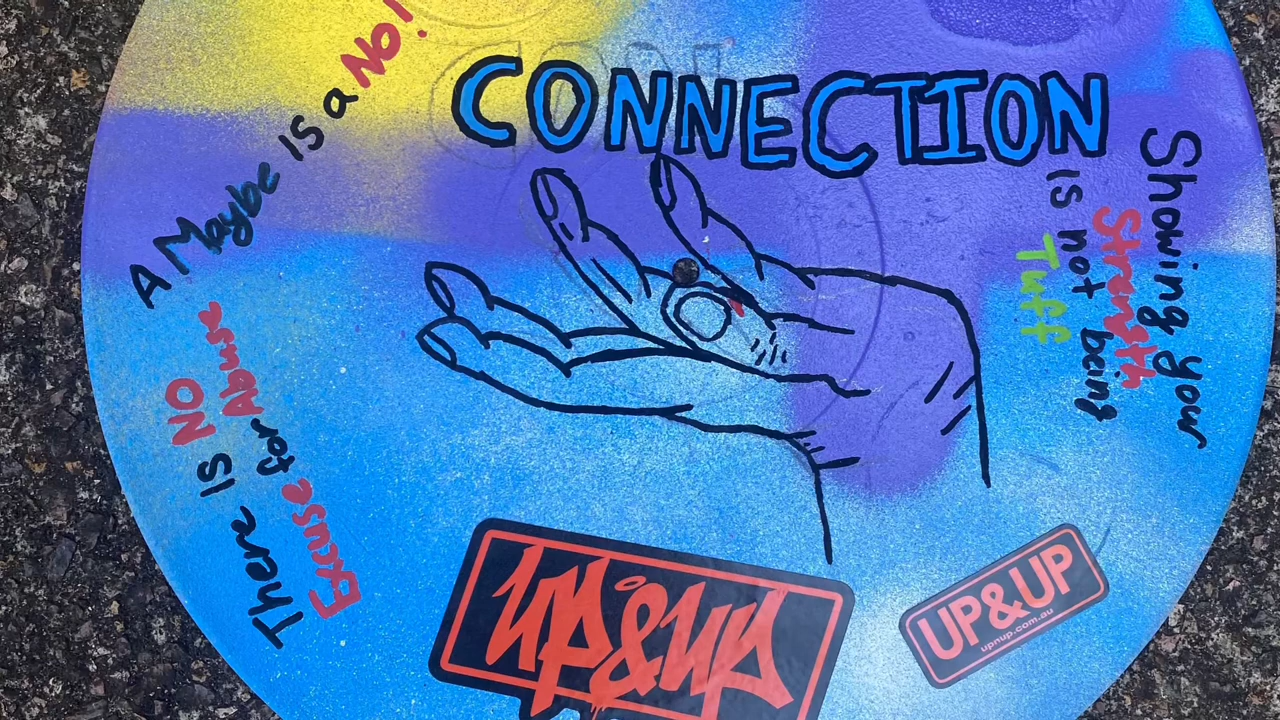 CONNECTION
A Maybe is a NO!
There is NO
Excuse for Abuse
Showing your
Strength
is not being
Tuff
UP&UP
UP&UP
upnup.com.au